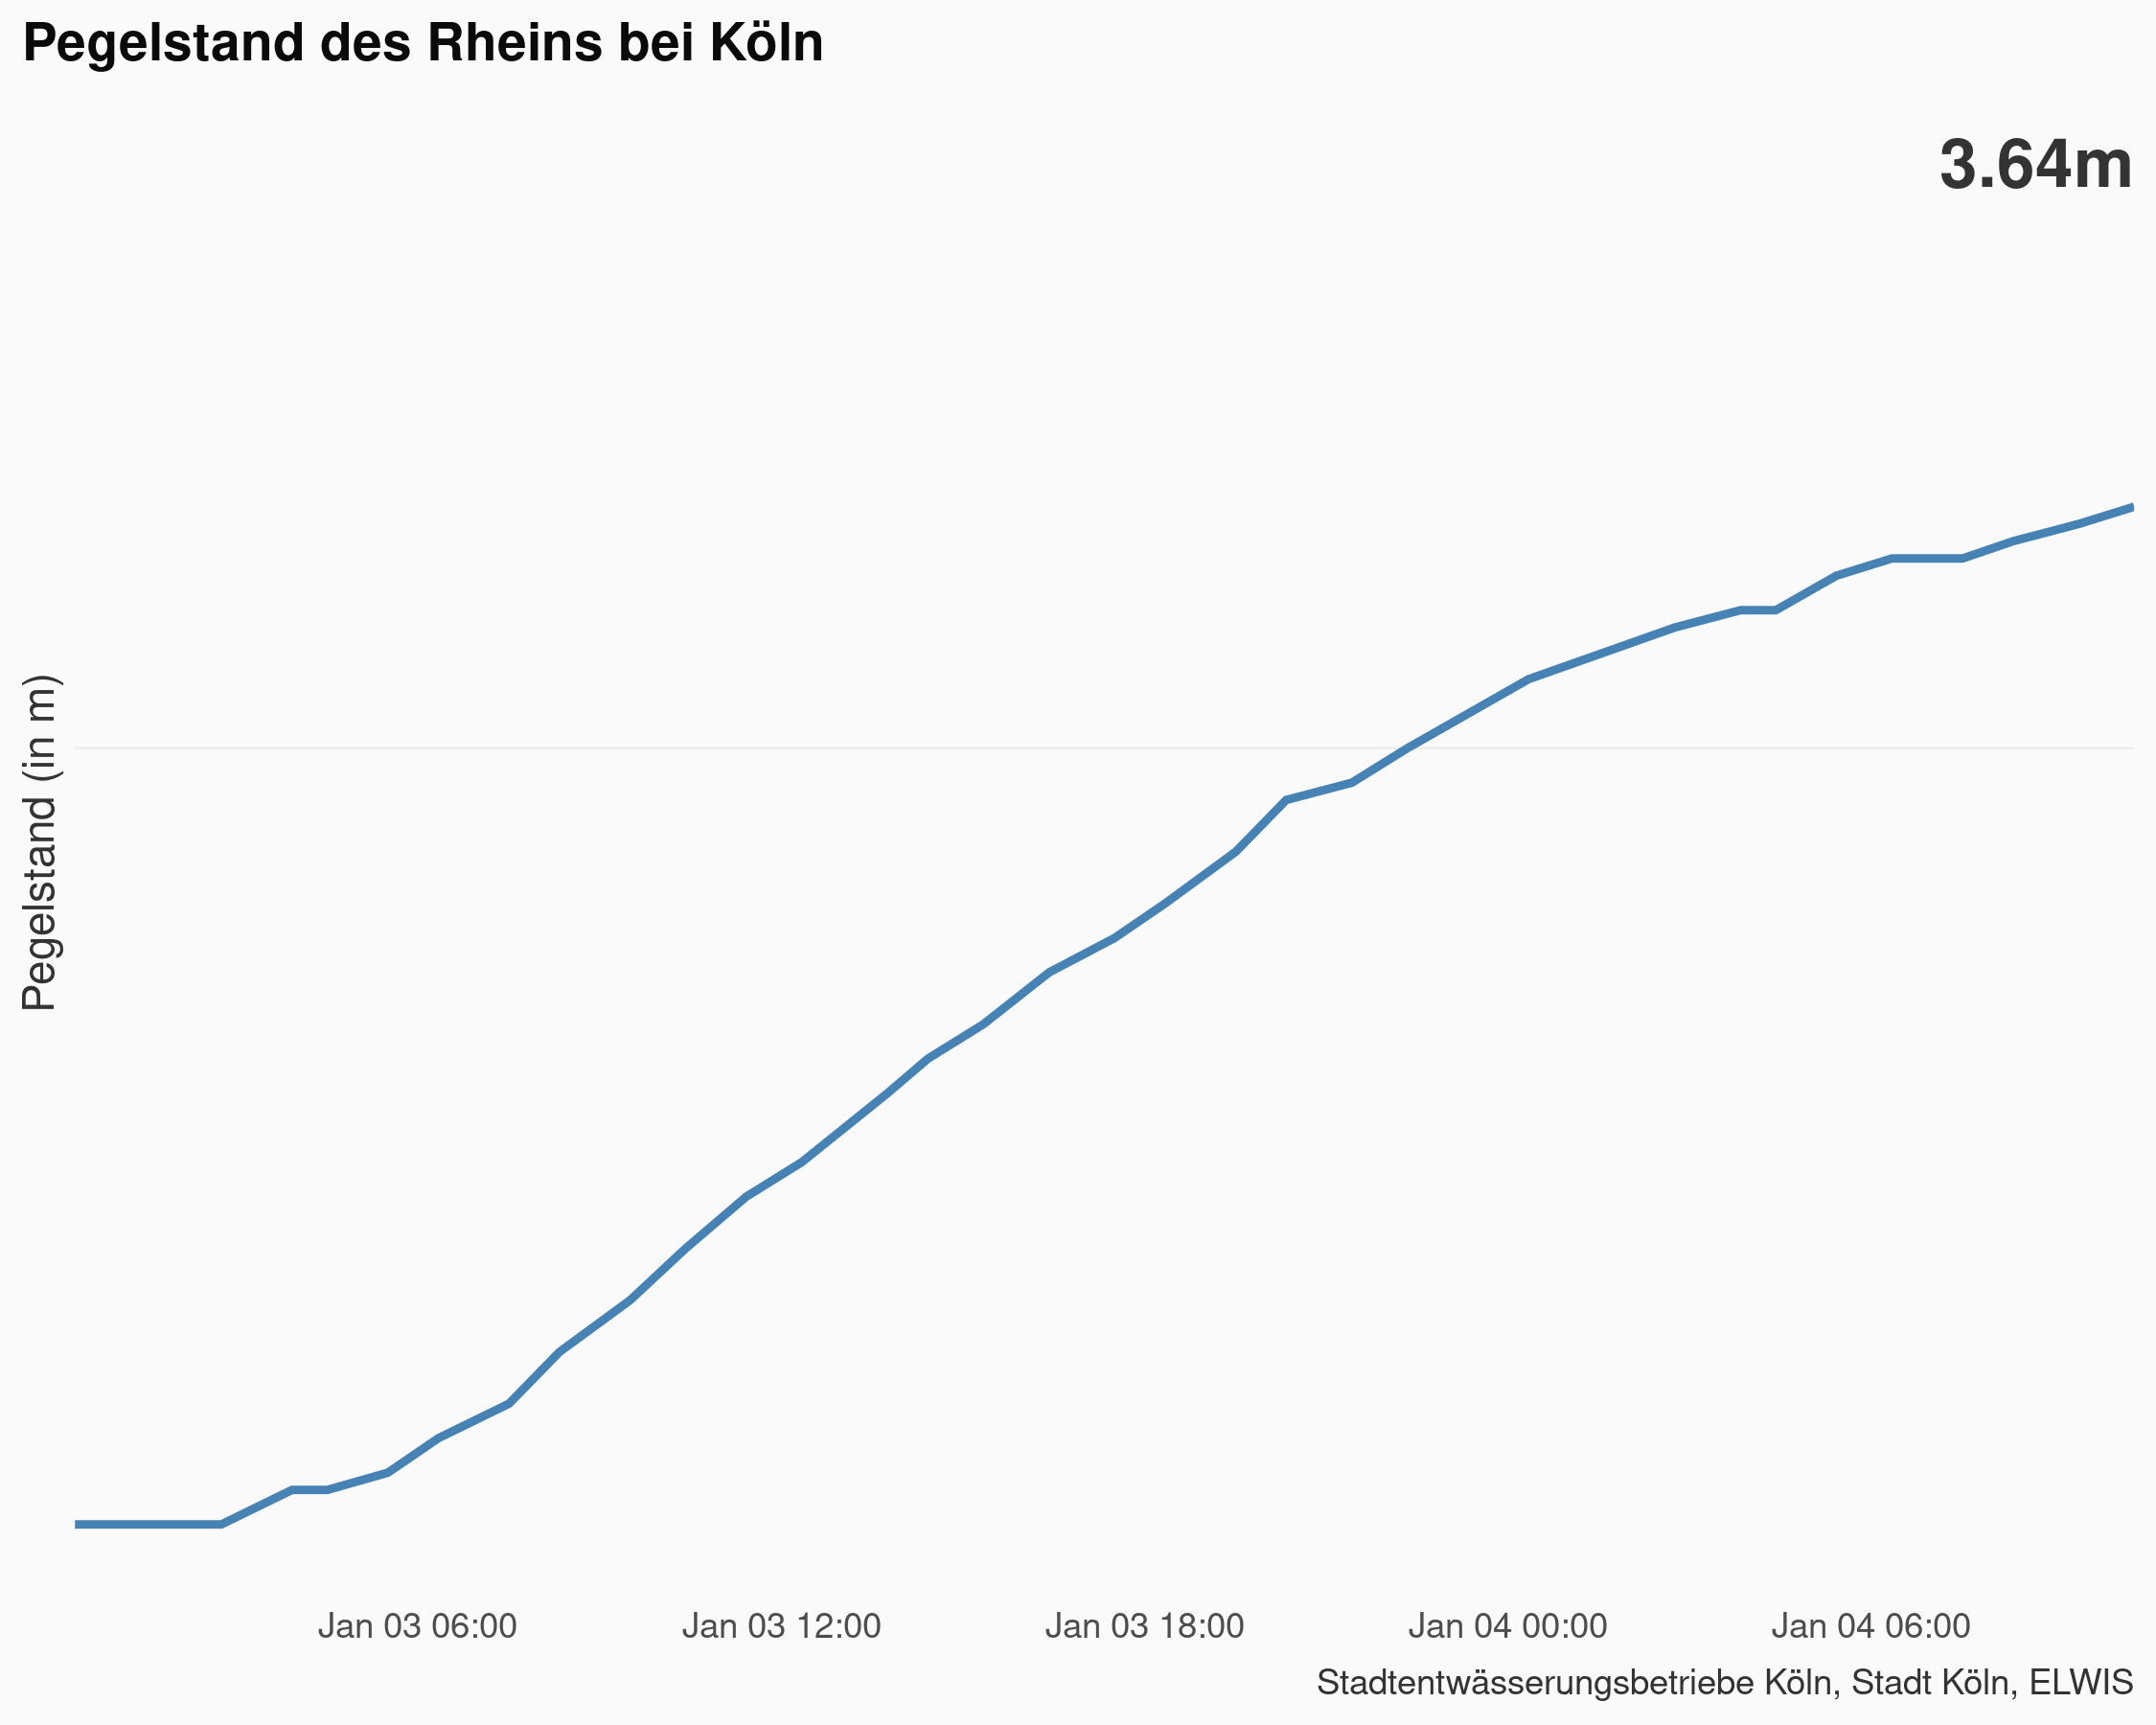 Pegelstand des Rheins bei Köln
3.64m
Pegelstand (in m)
Jan 03 06:00
Jan 03 12:00
Jan 03 18:00
Jan 04 00:00
Jan 04 06:00
Stadtentwässerungsbetriebe Köln, Stadt Köln, ELWIS